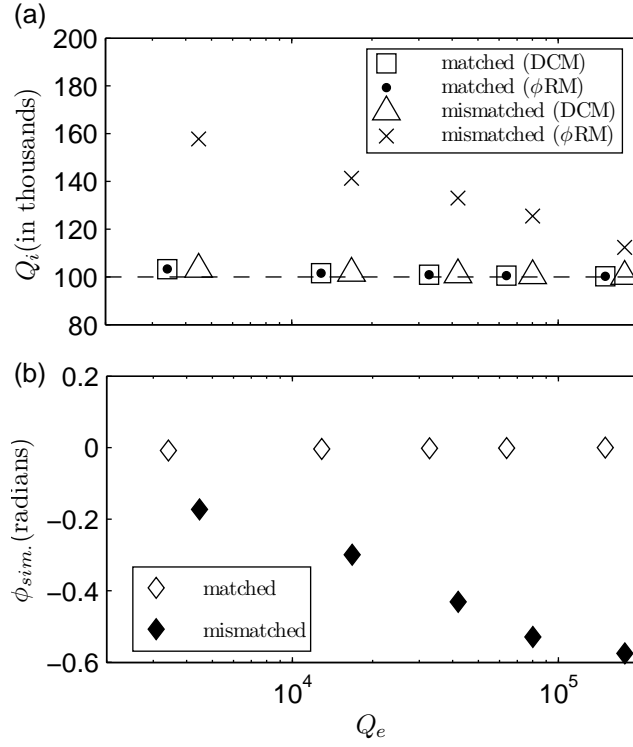 (a)
200
180
160
140
120
100
80
Q_i(in thousands)
matched (DCM)
matched (ϕRM)
mismatched (DCM)
mismatched (ϕRM)
(b)
0.2
0
−0.2
−0.4
−0.6
ϕ_sim.(radians)
matched
mismatched
10^4
10^5
Q_e